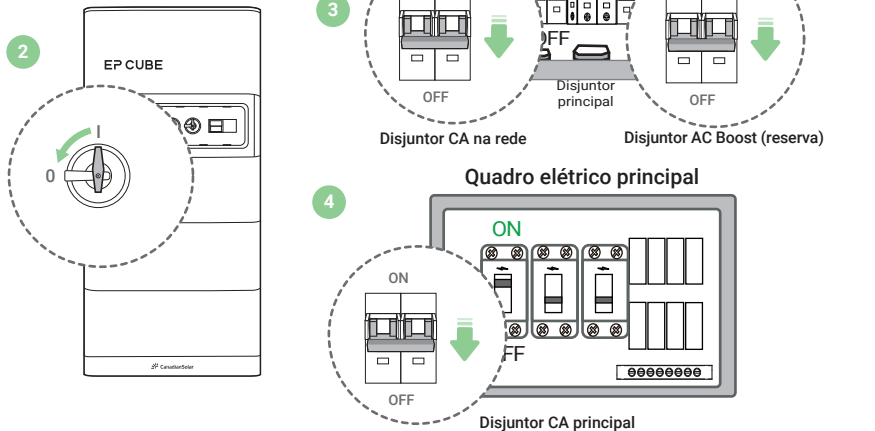 2
EP CUBE
I
0
CanadianSolar
3
OFF
OFF
Disjuntor
principal
OFF
Disjuntor CA na rede
Disjuntor AC Boost (reserva)
Quadro elétrico principal
4
ON
ON
FF
OFF
Disjuntor CA principal